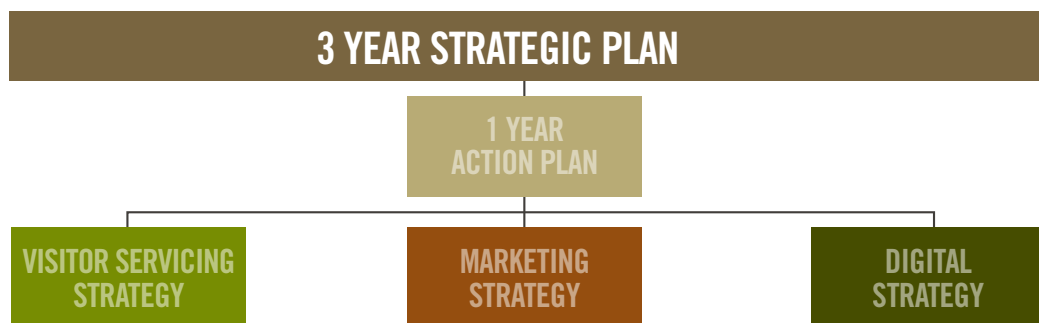 3 YEAR STRATEGIC PLAN
1 YEAR
ACTION PLAN
VISITOR SERVICING
STRATEGY
MARKETING
STRATEGY
DIGITAL
STRATEGY